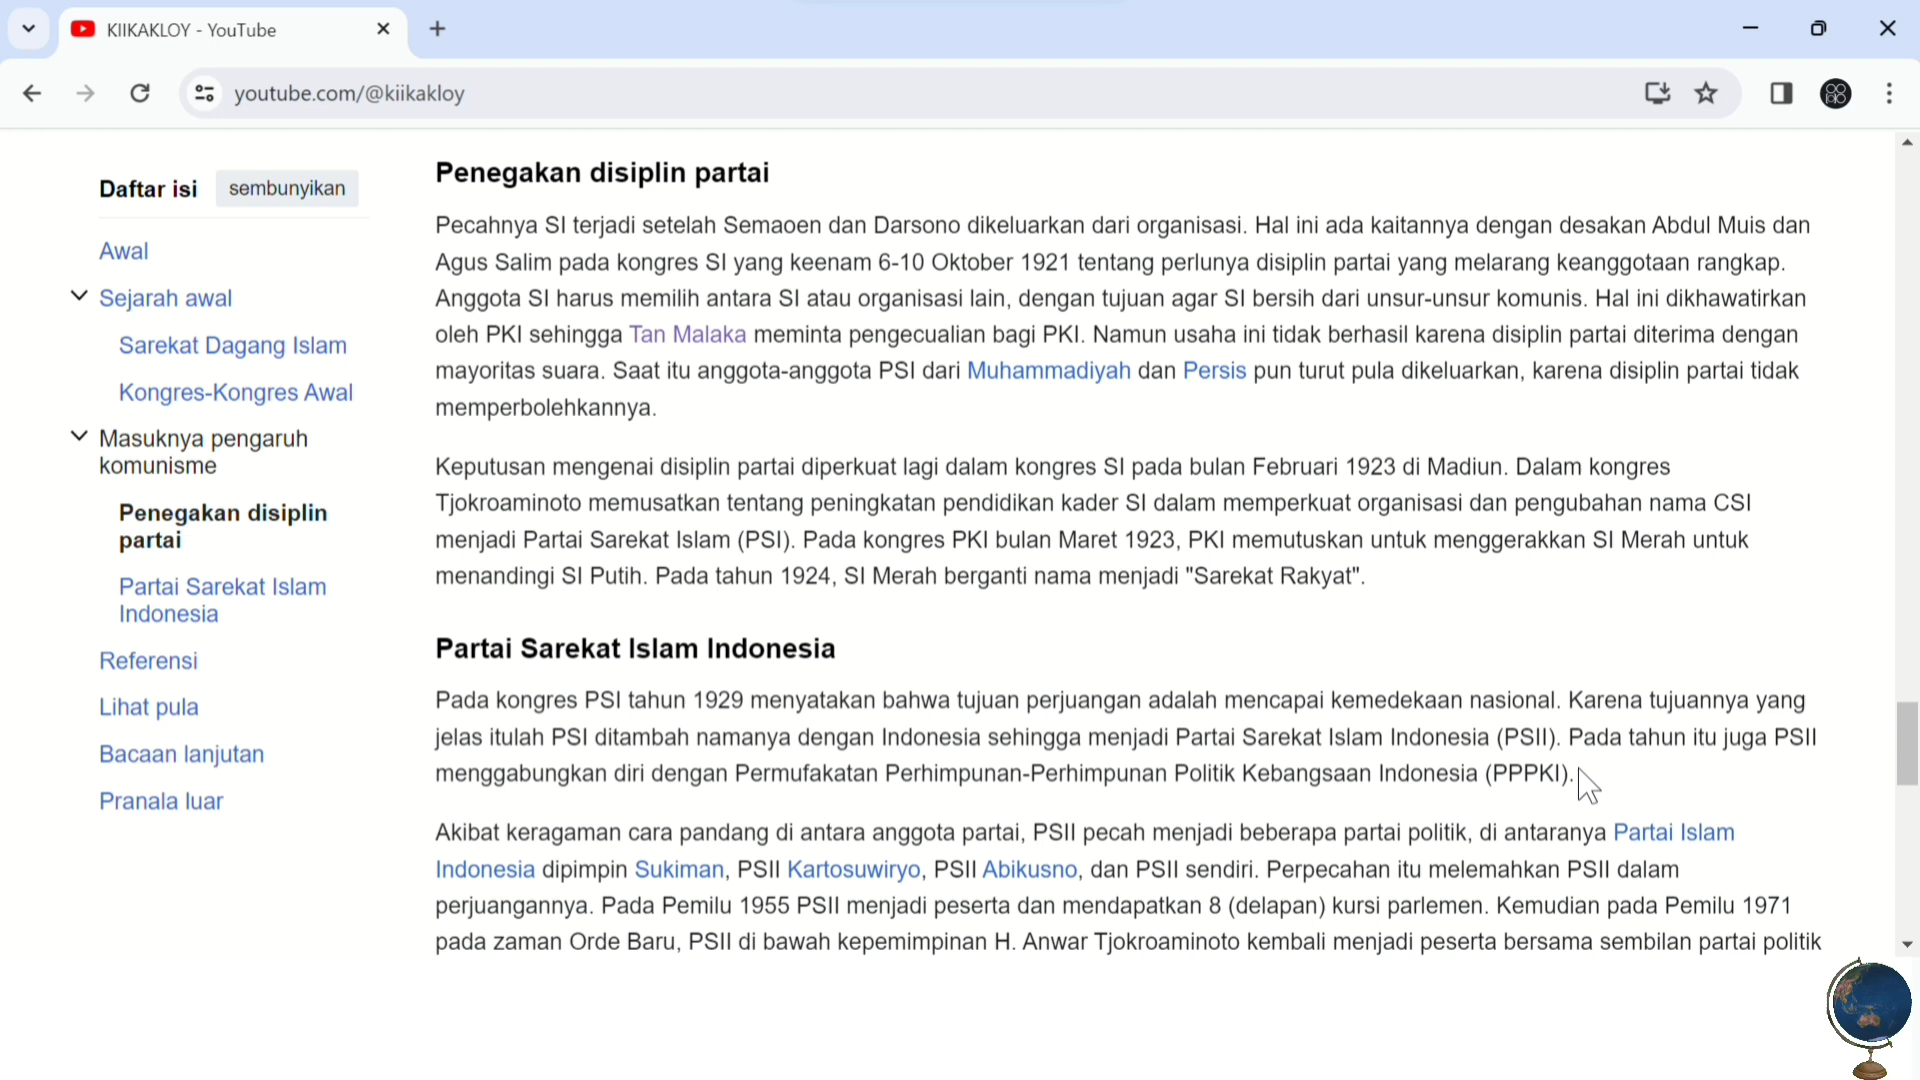 KIIKAKLOY - YouTube
youtube.com/@kiikakloy
Daftar isi
sembunyikan
Awal
Sejarah awal
Sarekat Dagang Islam
Kongres-Kongres Awal
Masuknya pengaruh
komunisme
Penegakan disiplin
partai
Partai Sarekat Islam
Indonesia
Referensi
Lihat pula
Bacaan lanjutan
Pranala luar
Penegakan disiplin partai
Pecahnya SI terjadi setelah Semaoen dan Darsono dikeluarkan dari organisasi. Hal ini ada kaitannya dengan desakan Abdul Muis dan
Agus Salim pada kongres SI yang keenam 6-10 Oktober 1921 tentang perlunya disiplin partai yang melarang keanggotaan rangkap.
Anggota SI harus memilih antara SI atau organisasi lain, dengan tujuan agar SI bersih dari unsur-unsur komunis. Hal ini dikhawatirkan
oleh PKI sehingga Tan Malaka meminta pengecualian bagi PKI. Namun usaha ini tidak berhasil karena disiplin partai diterima dengan
mayoritas suara. Saat itu anggota-anggota PSI dari Muhammadiyah dan Persis pun turut pula dikeluarkan, karena disiplin partai tidak
memperbolehkannya.
Keputusan mengenai disiplin partai diperkuat lagi dalam kongres SI pada bulan Februari 1923 di Madiun. Dalam kongres
Tjokroaminoto memusatkan tentang peningkatan pendidikan kader SI dalam memperkuat organisasi dan pengubahan nama CSI
menjadi Partai Sarekat Islam (PSI). Pada kongres PKI bulan Maret 1923, PKI memutuskan untuk menggerakkan SI Merah untuk
menandingi SI Putih. Pada tahun 1924, SI Merah berganti nama menjadi "Sarekat Rakyat".
Partai Sarekat Islam Indonesia
Pada kongres PSI tahun 1929 menyatakan bahwa tujuan perjuangan adalah mencapai kemedekaan nasional. Karena tujuannya yang
jelas itulah PSI ditambah namanya dengan Indonesia sehingga menjadi Partai Sarekat Islam Indonesia (PSII). Pada tahun itu juga PSII
menggabungkan diri dengan Permufakatan Perhimpunan-Perhimpunan Politik Kebangsaan Indonesia (PPPKI).
Akibat keragaman cara pandang di antara anggota partai, PSII pecah menjadi beberapa partai politik, di antaranya Partai Islam
Indonesia dipimpin Sukiman, PSII Kartosuwiryo, PSII Abikusno, dan PSII sendiri. Perpecahan itu melemahkan PSII dalam
perjuangannya. Pada Pemilu 1955 PSII menjadi peserta dan mendapatkan 8 (delapan) kursi parlemen. Kemudian pada Pemilu 1971
pada zaman Orde Baru, PSII di bawah kepemimpinan H. Anwar Tjokroaminoto kembali menjadi peserta bersama sembilan partai politik